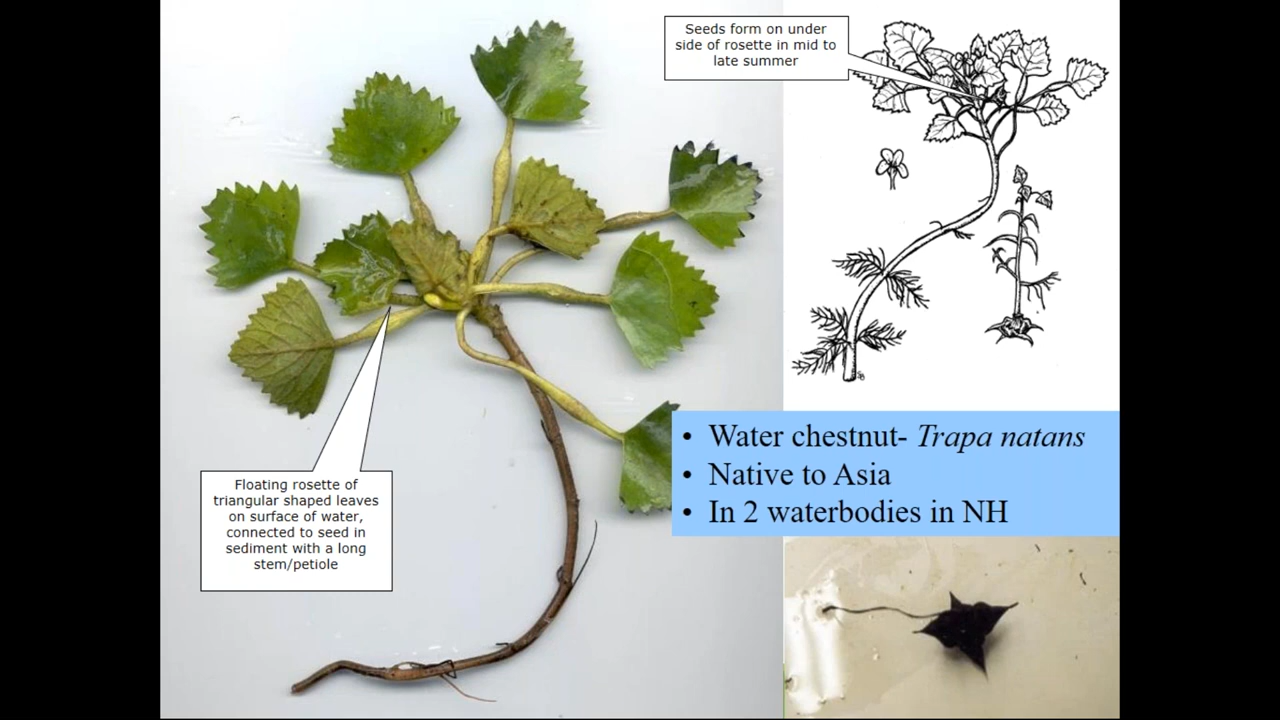 Seeds form on under
side of rosette in mid to
late summer
Floating rosette of
triangular shaped leaves
on surface of water,
connected to seed in
sediment with a long
stem/petiole
• Water chestnut- Trapa natans
• Native to Asia
• In 2 waterbodies in NH